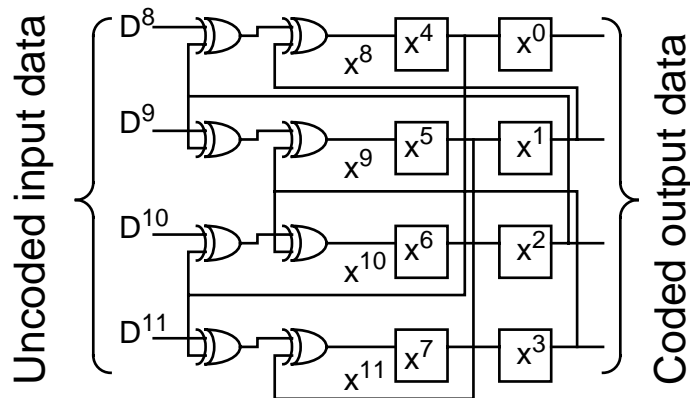 Uncoded input data
D⁸
x⁸
x⁴
x⁰
D⁹
x⁹
x⁵
x¹
D¹⁰
x¹⁰
x⁶
x²
D¹¹
x¹¹
x⁷
x³
Coded output data